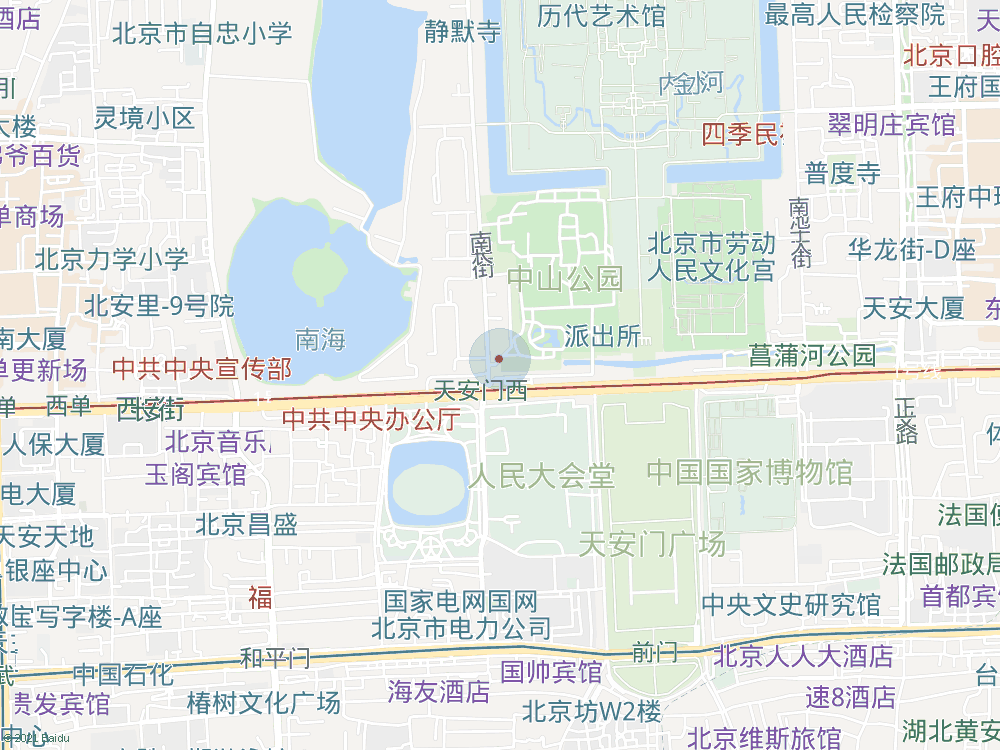 酒店
北京市自忠小学
静默寺
历代艺术馆
最高人民检察院
天
北京口腔
内金水河
王府国
灵境小区
大楼
翠明庄宾馆
四季民
爷百货
普度寺
王府中环
单商场
南池子大街
南长街
北京市劳动
人民文化宫
华龙街-D座
北京力学小学
中山公园
北安里-9号院
天安大厦
东
南大厦
南海
派出所
菖蒲河公园
单更新场
中共中央宣传部
天安门西
单
西单
中共中央办公厅
正义路
人保大厦
北京音乐
玉阁宾馆
人民大会堂
中国国家博物馆
电大厦
北京昌盛
法国使
天安天地
天安门广场
银座中心
法国邮政局
福
国家电网国网
北京市电力公司
中央文史研究馆
首都宾
写字楼-A座
和平门
前门
北京人人大酒店
中国石化
国帅宾馆
台
贵发宾馆
椿树文化广场
海友酒店
速8酒店
北京坊W2楼
湖北黄安
中心
© 2021 Baidu
北京维斯旅馆